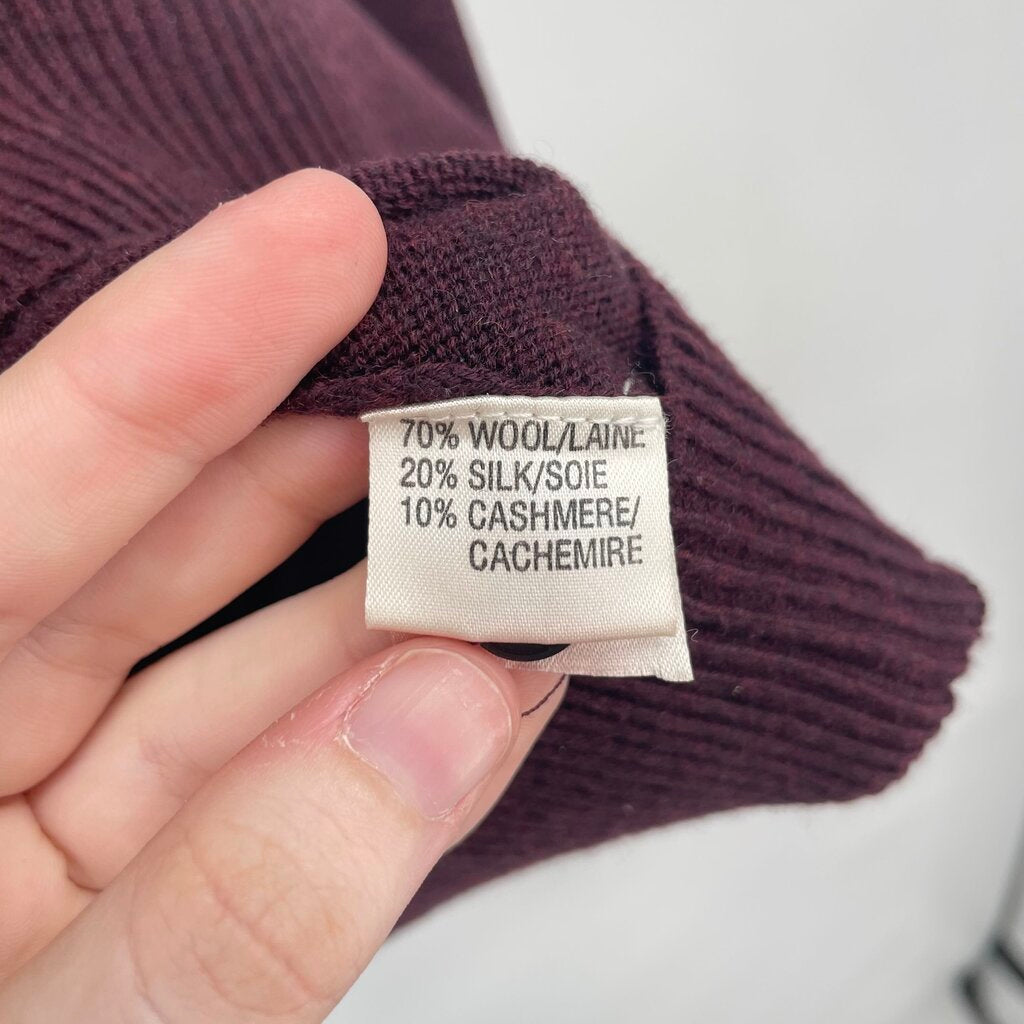 70% WOOL/LAINE
20% SILK/SOIE
10% CASHMERE/
CACHEMIRE